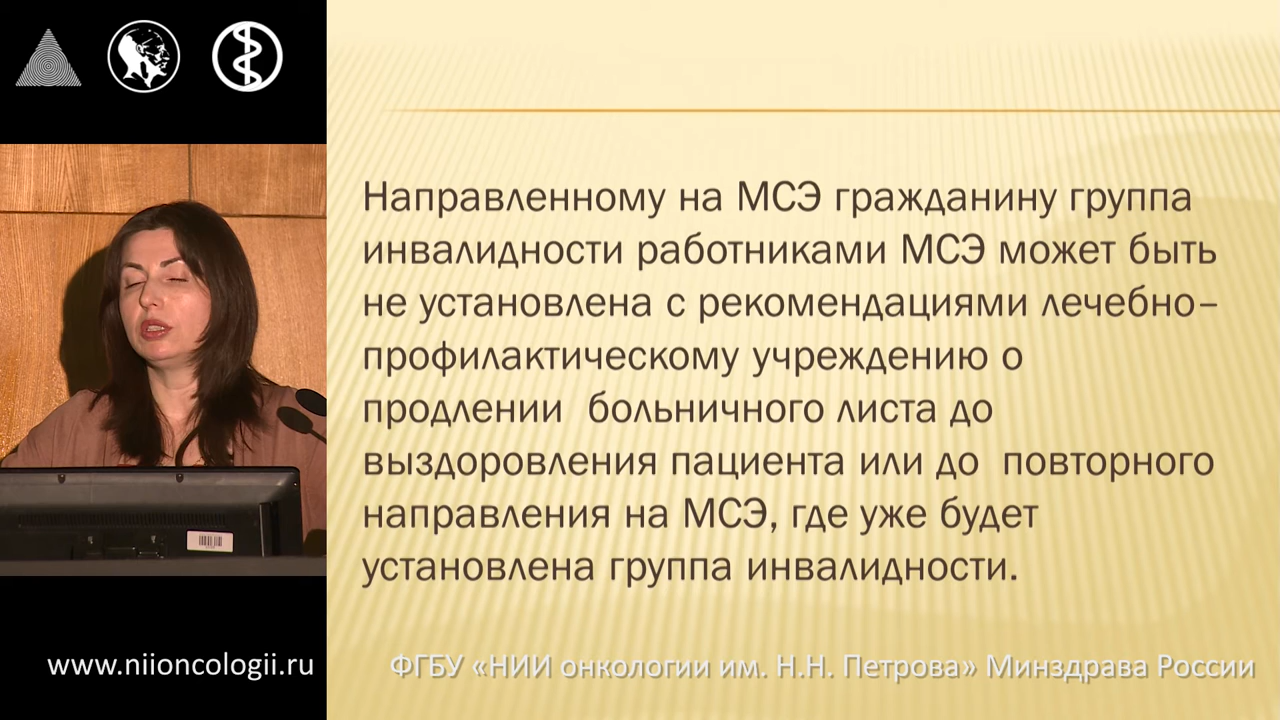 Направленному на МСЭ гражданину группа
инвалидности работниками МСЭ может быть
не установлена с рекомендациями лечебно–
профилактическому учреждению о
продлении больничного листа до
выздоровления пациента или до повторного
направления на МСЭ, где уже будет
установлена группа инвалидности.
www.niioncologii.ru
ФГБУ «НИИ онкологии им. Н.Н. Петрова» Минздрава России